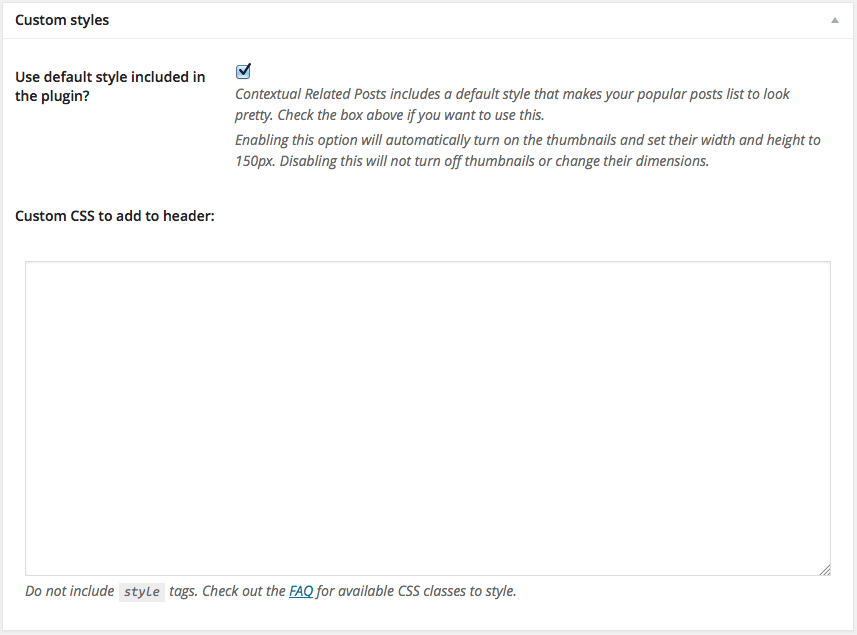 Custom styles
Use default style included in
the plugin?
Contextual Related Posts includes a default style that makes your popular posts list to look
pretty. Check the box above if you want to use this.
Enabling this option will automatically turn on the thumbnails and set their width and height to
150px. Disabling this will not turn off thumbnails or change their dimensions.
Custom CSS to add to header:
Do not include style tags. Check out the FAQ for available CSS classes to style.